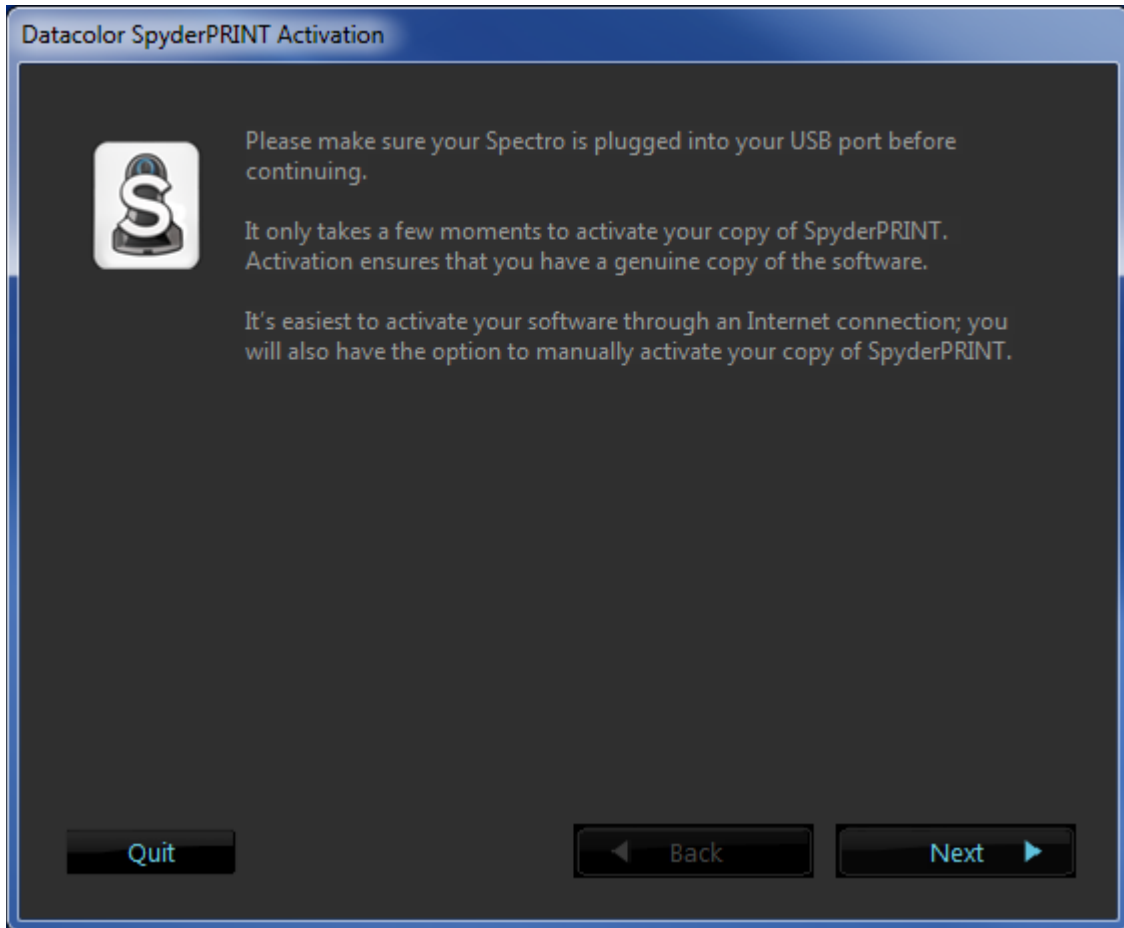 Datacolor SpyderPRINT Activation
S
Please make sure your Spectro is plugged into your USB port before
continuing.
It only takes a few moments to activate your copy of SpyderPRINT.
Activation ensures that you have a genuine copy of the software.
It's easiest to activate your software through an Internet connection; you
will also have the option to manually activate your copy of SpyderPRINT.
Quit
Back
Next